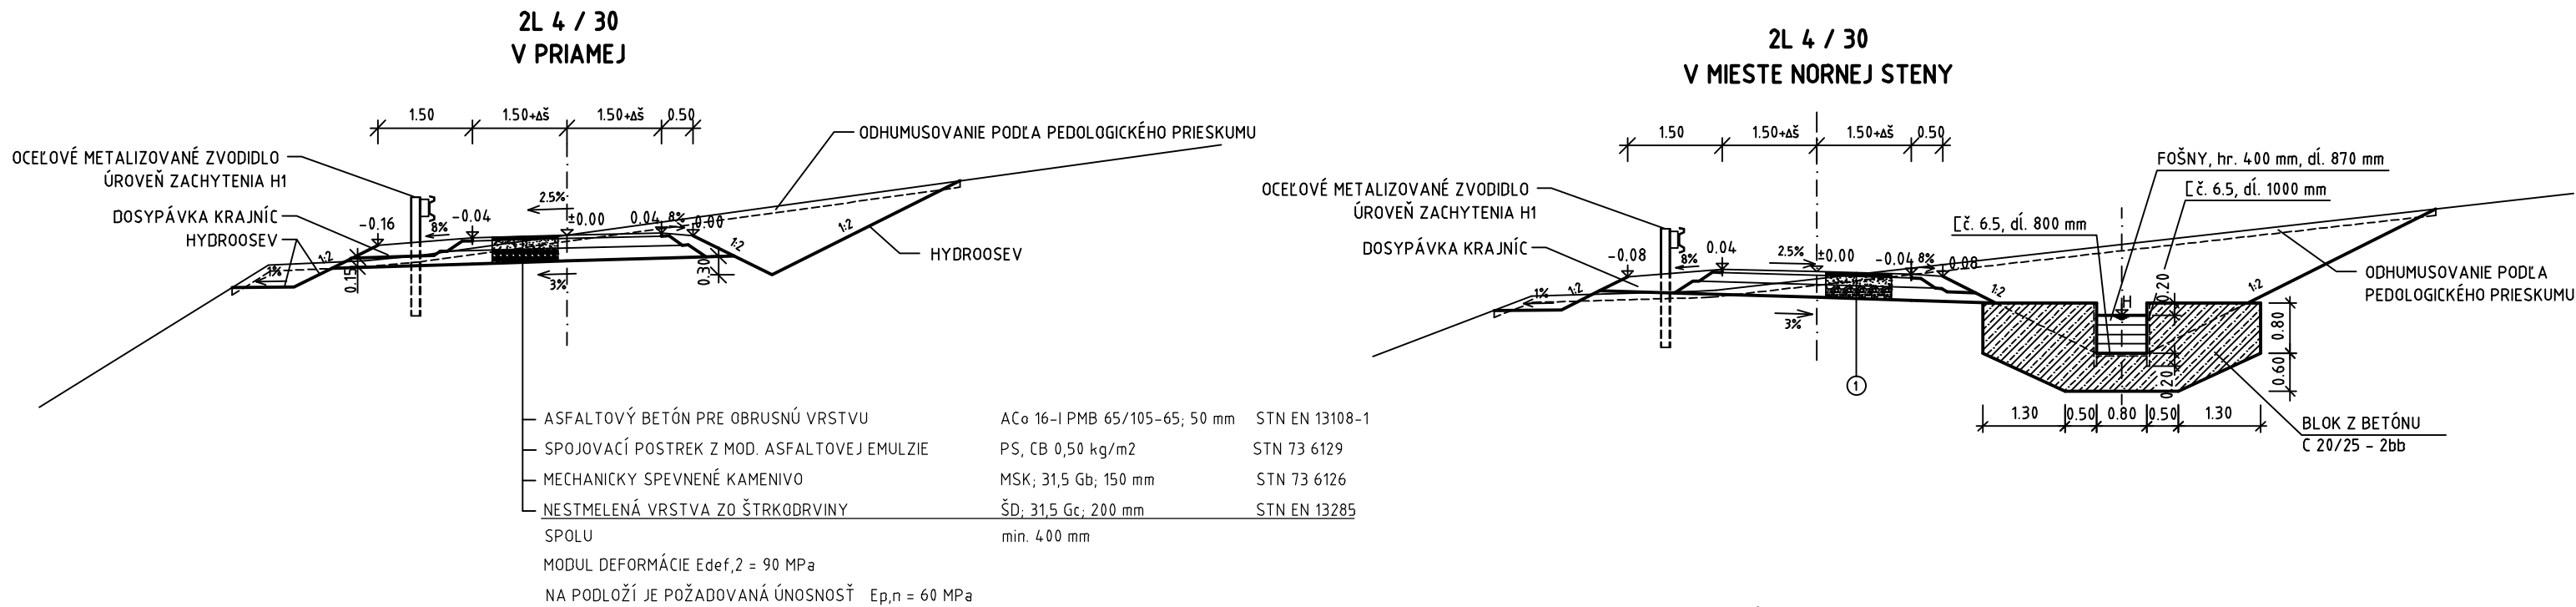 2L 4 / 30
V PRIAMEJ
1.50
1.50+Δš
1.50+Δš
0.50
OCEĽOVÉ METALIZOVANÉ ZVODIDLO
ÚROVEŇ ZACHYTENIA H1
DOSYPÁVKA KRAJNÍC
HYDROOSEV
ODHUMUSOVANIE PODĽA PEDOLOGICKÉHO PRIESKUMU
HYDROOSEV
-0.16
-0.04
±0.00
0.04
0.00
2.5%
8%
8%
1:2
1:2
1:2
1%
0.15
3%
0.30
ASFALTOVÝ BETÓN PRE OBRUSNÚ VRSTVU ACo 16-I PMB 65/105-65; 50 mm STN EN 13108-1
SPOJOVACÍ POSTREK Z MOD. ASFALTOVEJ EMULZIE PS, CB 0,50 kg/m2 STN 73 6129
MECHANICKY SPEVNENÉ KAMENIVO MSK; 31,5 Gb; 150 mm STN 73 6126
NESTMELENÁ VRSTVA ZO ŠTRKODRVINY ŠD; 31,5 Gc; 200 mm STN EN 13285
SPOLU min. 400 mm
MODUL DEFORMÁCIE Edef,2 = 90 MPa
NA PODLOŽÍ JE POŽADOVANÁ ÚNOSNOSŤ Ep,n = 60 MPa
2L 4 / 30
V MIESTE NORNEJ STENY
1.50
1.50+Δš
1.50+Δš
0.50
OCEĽOVÉ METALIZOVANÉ ZVODIDLO
ÚROVEŇ ZACHYTENIA H1
DOSYPÁVKA KRAJNÍC
FOŠNY, hr. 400 mm, dĺ. 870 mm
[ č. 6.5, dĺ. 1000 mm
[ č. 6.5, dĺ. 800 mm
-0.08
0.04
±0.00
-0.04
0.08
2.5%
8%
8%
1:2
1:2
1:2
1%
3%
1
H
0.20
0.20
0.80
0.60
ODHUMUSOVANIE PODĽA
PEDOLOGICKÉHO PRIESKUMU
1.30
0.50
0.80
0.50
1.30
BLOK Z BETÓNU
C 20/25 - 2bb